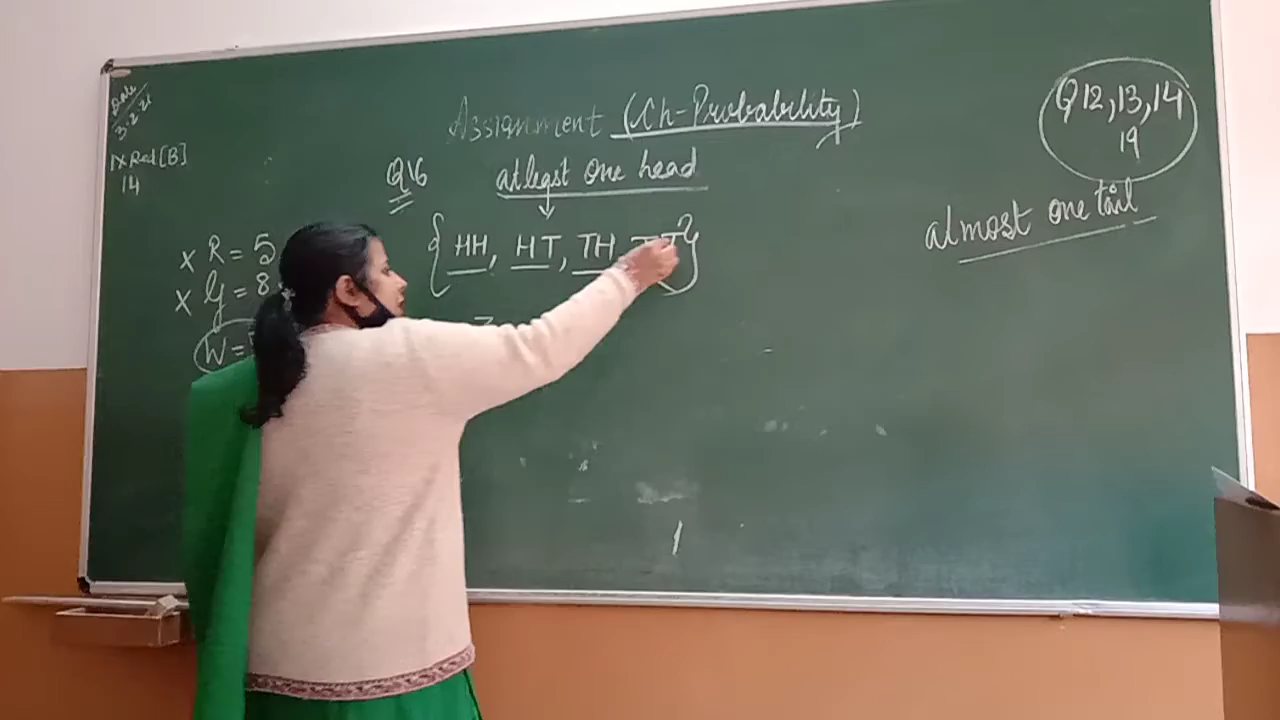 Date
3-2-21
IX Red [B]
14
Assignment (Ch-Probability)
Q12, 13, 14
19
Q16 atleast one head
almost one tail
{HH, HT, TH, TT}
x R = 5
x G = 8
W =